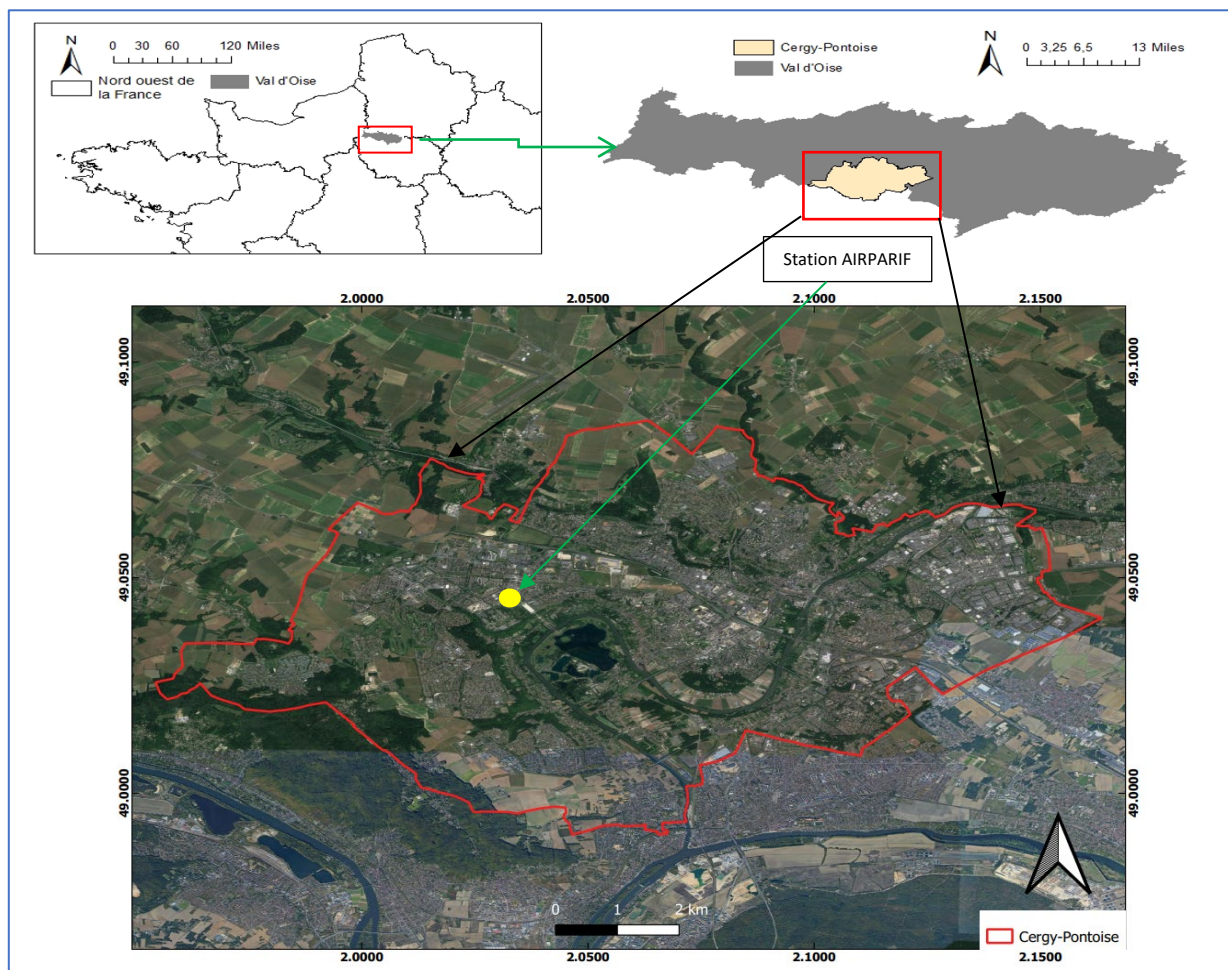 N
0 30 60 120 Miles
Nord ouest de
la France
Val d'Oise
Cergy-Pontoise
Val d'Oise
N
0 3,25 6,5 13 Miles
Station AIRPARIF
2.0000 2.0500 2.1000 2.1500
49.1000 49.1000
49.0500 49.0500
49.0000 49.0000
0 1 2 km
Cergy-Pontoise
2.0000 2.0500 2.1000 2.1500